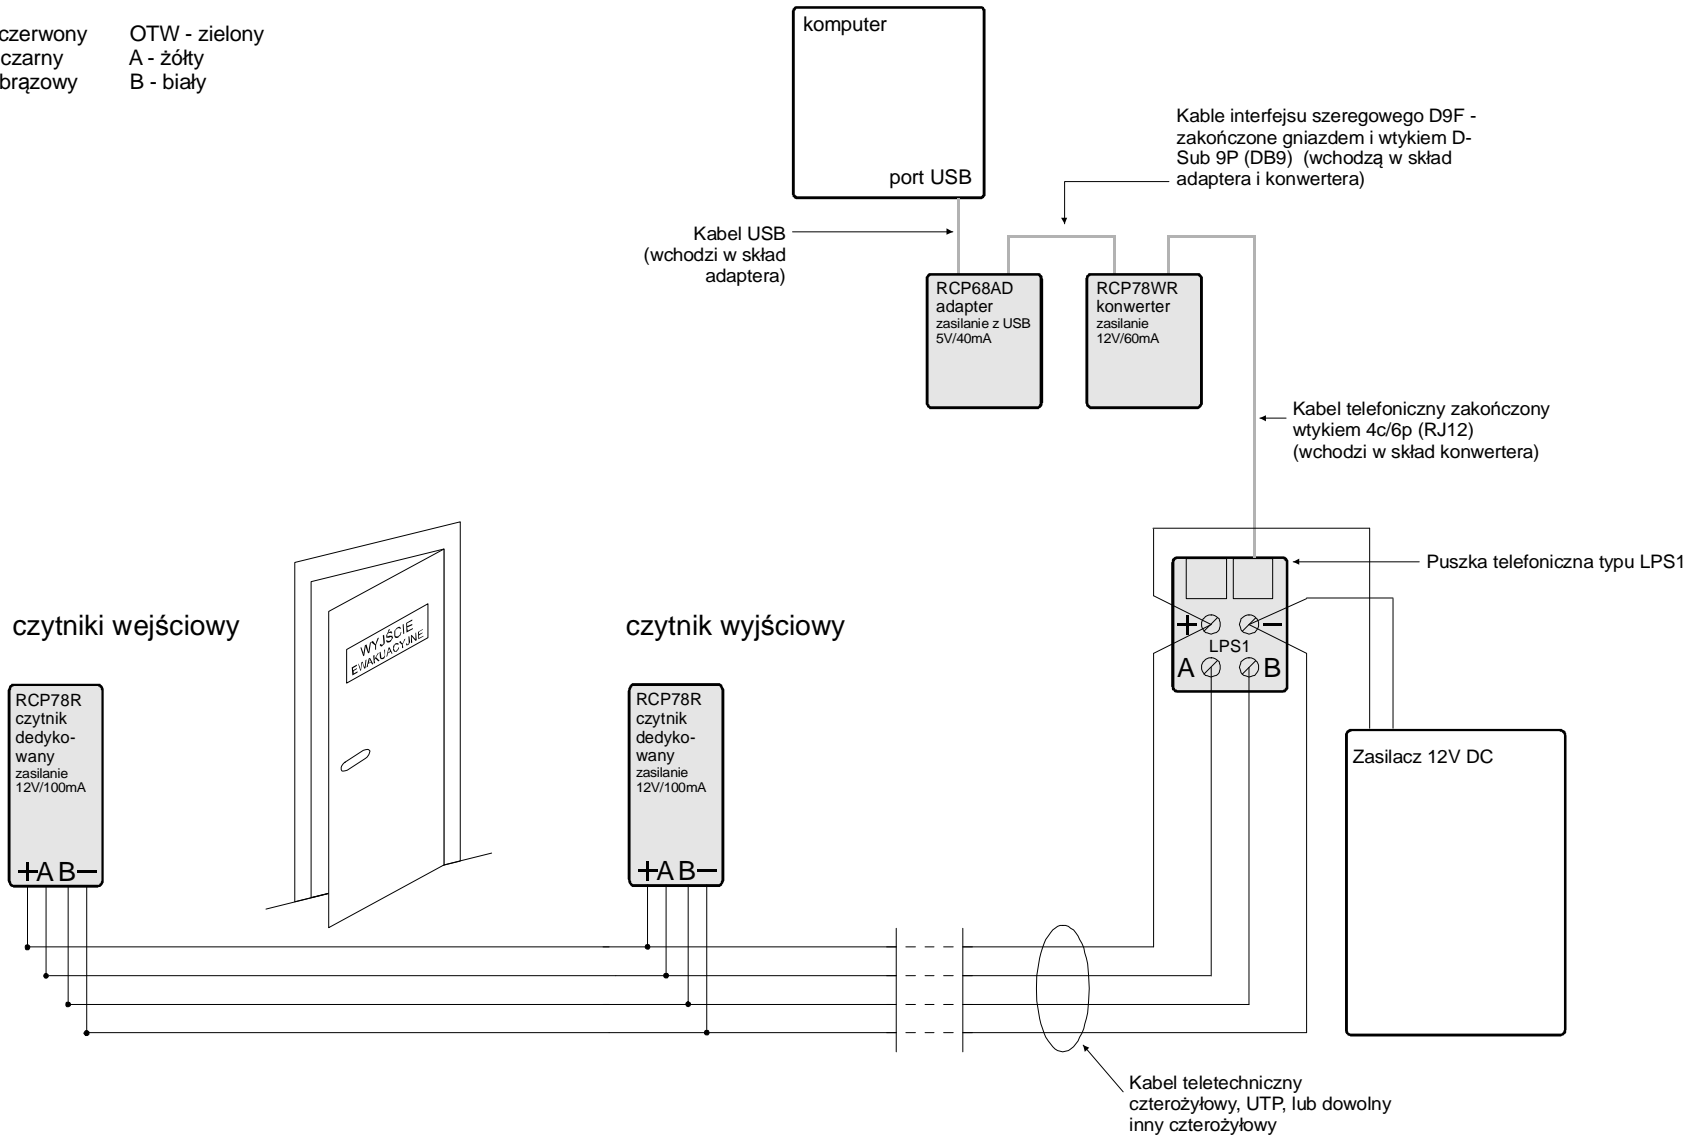 czerwony OTW - zielony
czarny A - żółty
brązowy B - biały
komputer
port USB
Kable interfejsu szeregowego D9F -
zakończone gniazdem i wtykiem D-
Sub 9P (DB9) (wchodzą w skład
adaptera i konwertera)
Kabel USB
(wchodzi w skład
adaptera)
RCP68AD
adapter
zasilanie z USB
5V/40mA
RCP78WR
konwerter
zasilanie
12V/60mA
Kabel telefoniczny zakończony
wtykiem 4c/6p (RJ12)
(wchodzi w skład konwertera)
Puszka telefoniczna typu LPS1
+ −
LPS1
A B
czytniki wejściowy
WYJŚCIE
EWAKUACYJNE
czytnik wyjściowy
RCP78R
czytnik
dedyko-
wany
zasilanie
12V/100mA
+A B−
RCP78R
czytnik
dedyko-
wany
zasilanie
12V/100mA
+A B−
Zasilacz 12V DC
Kabel teletechniczny
czterożyłowy, UTP, lub dowolny
inny czterożyłowy